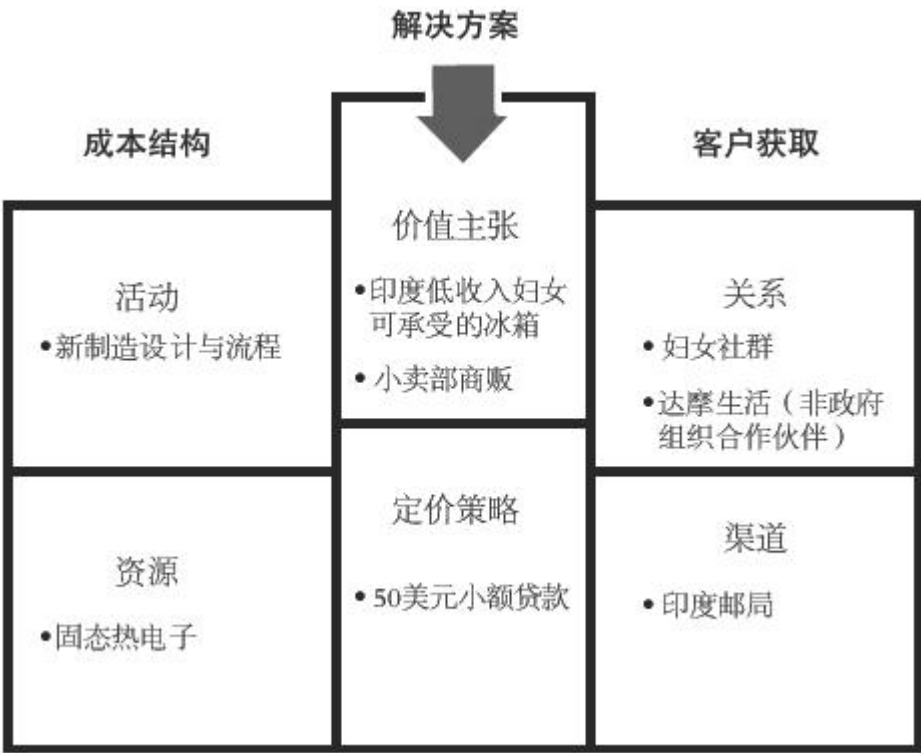 解决方案
成本结构
活动
•新制造设计与流程
资源
•固态热电子
价值主张
•印度低收入妇女
可承受的冰箱
•小卖部商贩
定价策略
•50美元小额贷款
客户获取
关系
•妇女社群
•达摩生活（非政府
组织合作伙伴）
渠道
•印度邮局